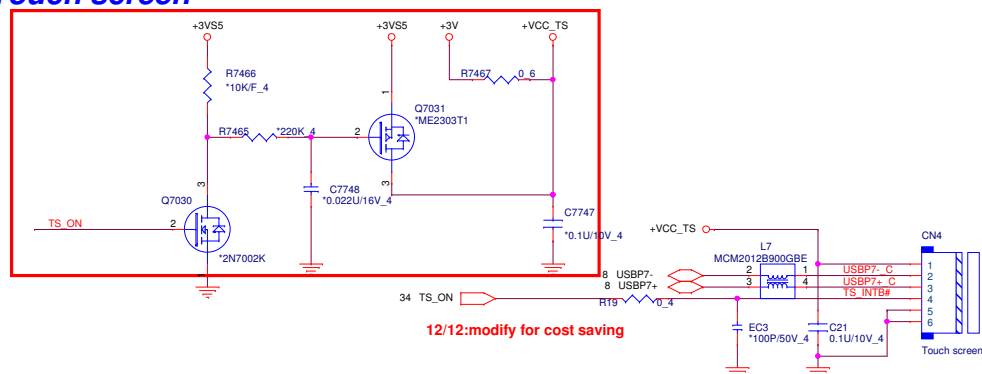 Touch screen
+3VS5
+3VS5
+3V
+VCC_TS
R7466
*10K/F_4
R7467
0_6
1
Q7031
*ME2303T1
R7465
*220K_4
2
3
C7748
*0.022U/16V_4
3
Q7030
TS_ON
2
*2N7002K
1
C7747
*0.1U/10V_4
+VCC_TS
L7
MCM2012B900GBE
CN4
8 USBP7-
2
1
USBP7-_C
8 USBP7+
3
4
USBP7+_C
34 TS_ON
R19
0_4
TS_INTB#
1
2
3
4
5
6
12/12:modify for cost saving
EC3
*100P/50V_4
C21
0.1U/10V_4
Touch screen